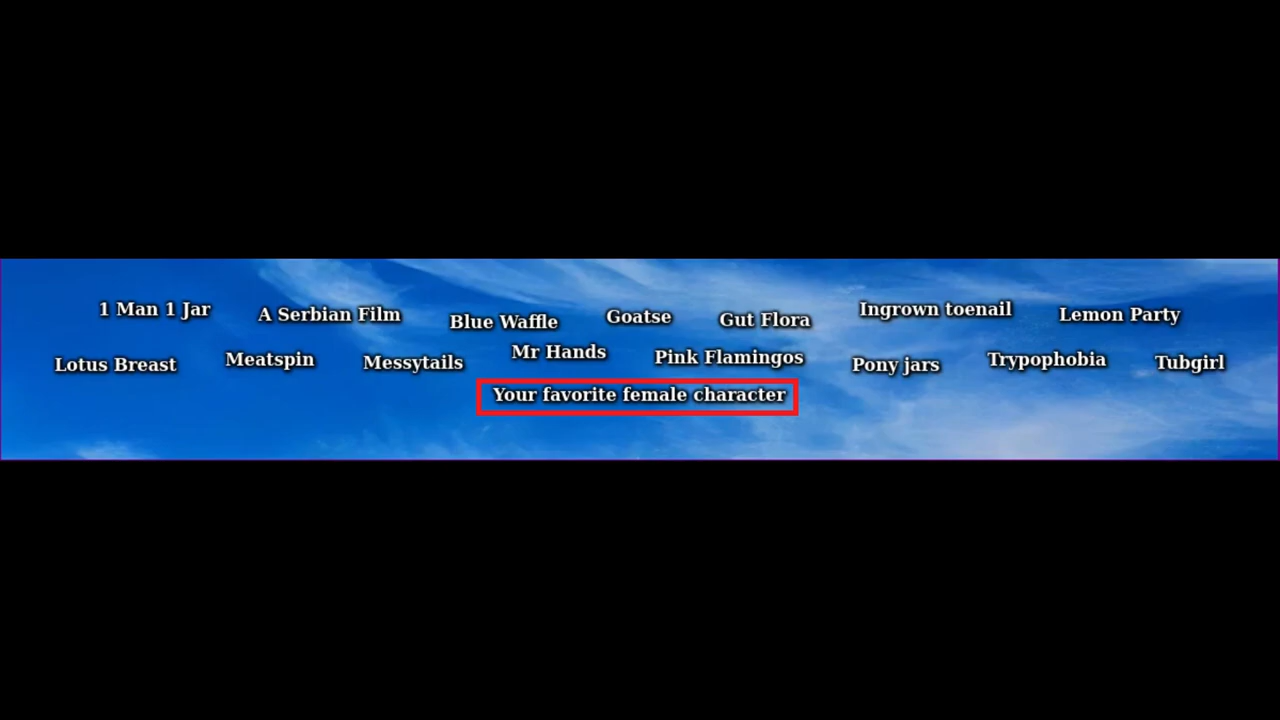 1 Man 1 Jar A Serbian Film Blue Waffle Goatse Gut Flora Ingrown toenail Lemon Party
Lotus Breast Meatspin Messytails Mr Hands Pink Flamingos Pony jars Trypophobia Tubgirl
Your favorite female character